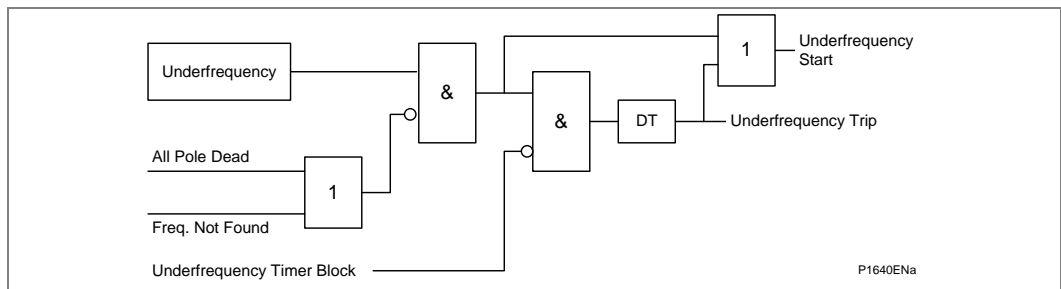 Underfrequency
&
1
Underfrequency
Start
&
DT
Underfrequency Trip
All Pole Dead
1
Freq. Not Found
Underfrequency Timer Block
P1640ENa